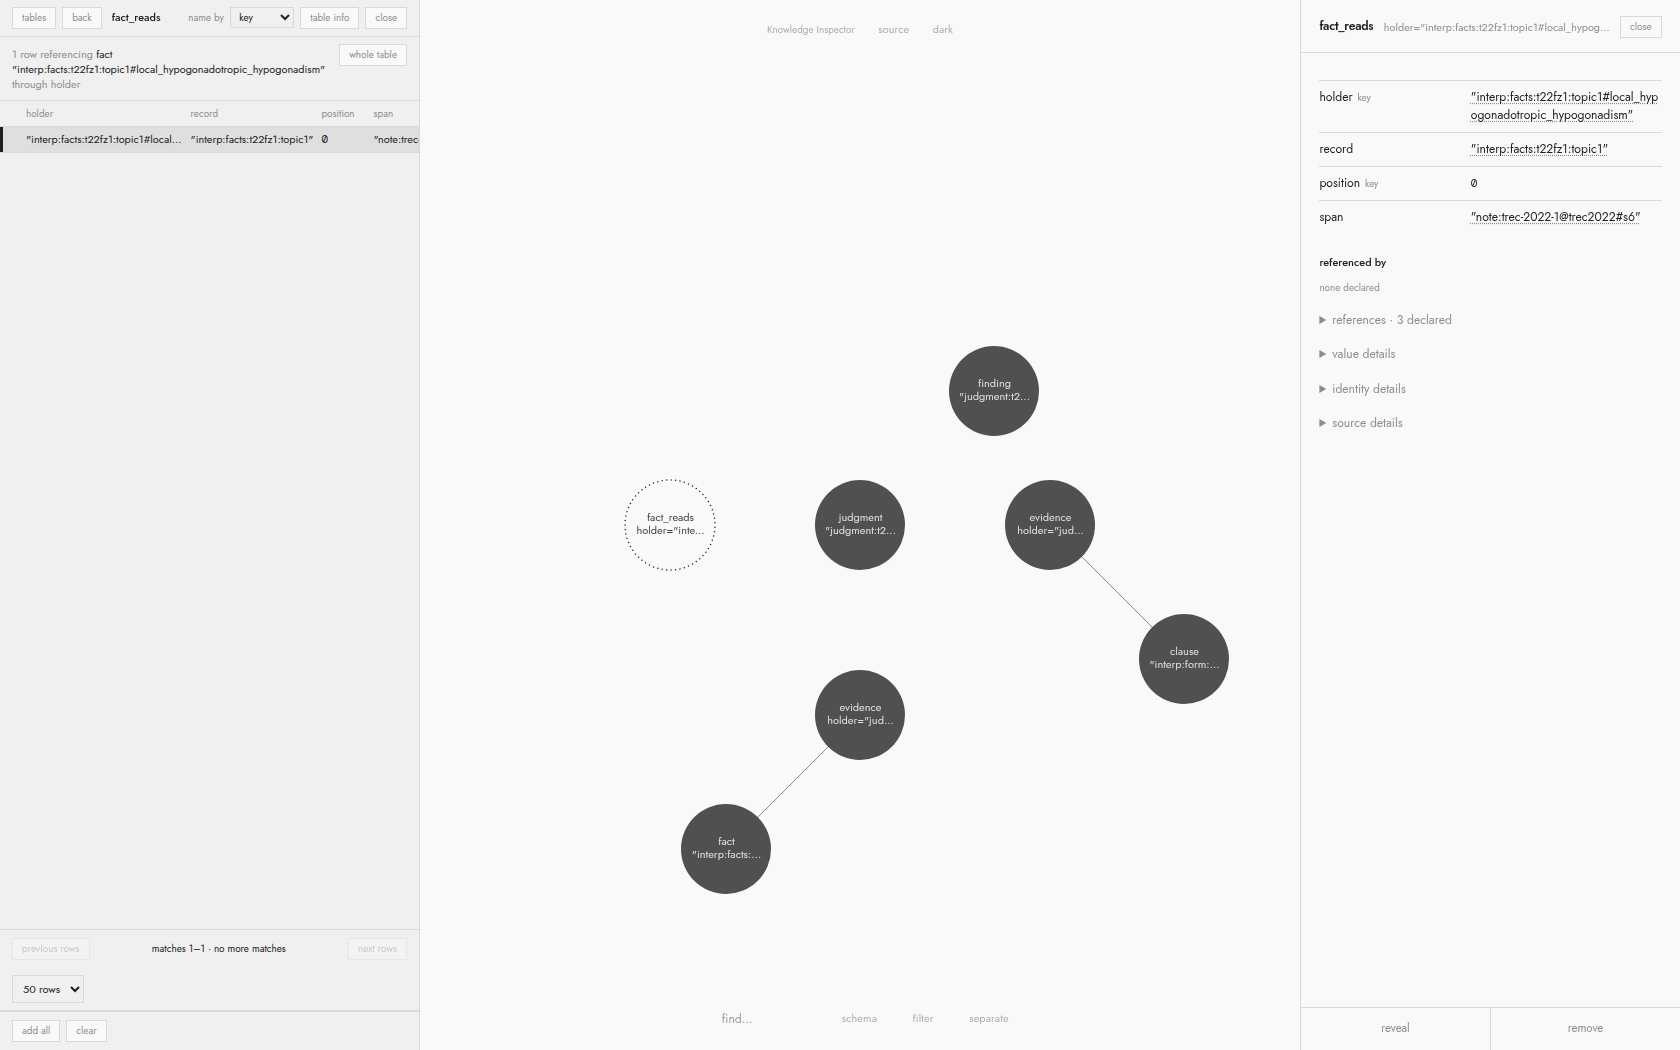 tables back fact_reads name by key table info close
1 row referencing fact
"interp:facts:t22fz1:topic1#local_hypogonadotropic_hypogonadism"
through holder
whole table
holder record position span
"interp:facts:t22fz1:topic1#local… "interp:facts:t22fz1:topic1" 0 "note:trec-
previous rows matches 1–1 · no more matches next rows
50 rows
add all clear
Knowledge Inspector source dark
finding
"judgment:t2…
fact_reads
holder="inte…
judgment
"judgment:t2…
evidence
holder="jud…
clause
"interp:form:…
evidence
holder="jud…
fact
"interp:facts:…
find… schema filter separate
fact_reads holder="interp:facts:t22fz1:topic1#local_hypog… close
holder key "interp:facts:t22fz1:topic1#local_hyp
ogonadotropic_hypogonadism"
record "interp:facts:t22fz1:topic1"
position key 0
span "note:trec-2022-1@trec2022#s6"
referenced by
none declared
▶ references · 3 declared
▶ value details
▶ identity details
▶ source details
reveal remove